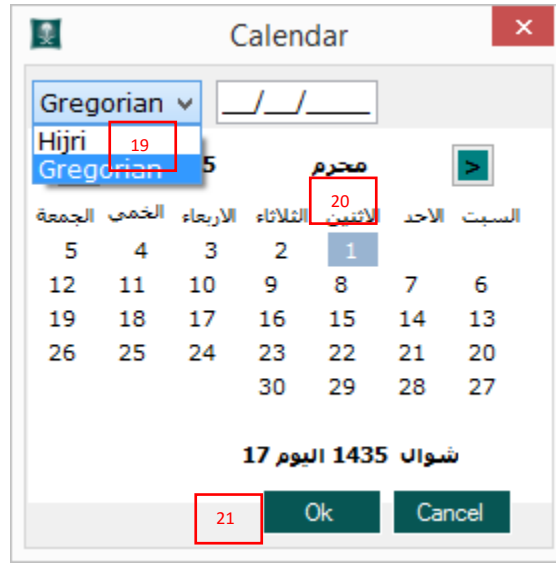 Calendar
Gregorian
__/__/____
Hijri
19
Gregorian
محرم 5
>
20
السبت الاحد الاثنين الثلاثاء الاربعاء الخمي الجمعة
1 2 3 4 5
6 7 8 9 10 11 12
13 14 15 16 17 18 19
20 21 22 23 24 25 26
27 28 29 30
شوال 1435 اليوم 17
21
Ok Cancel